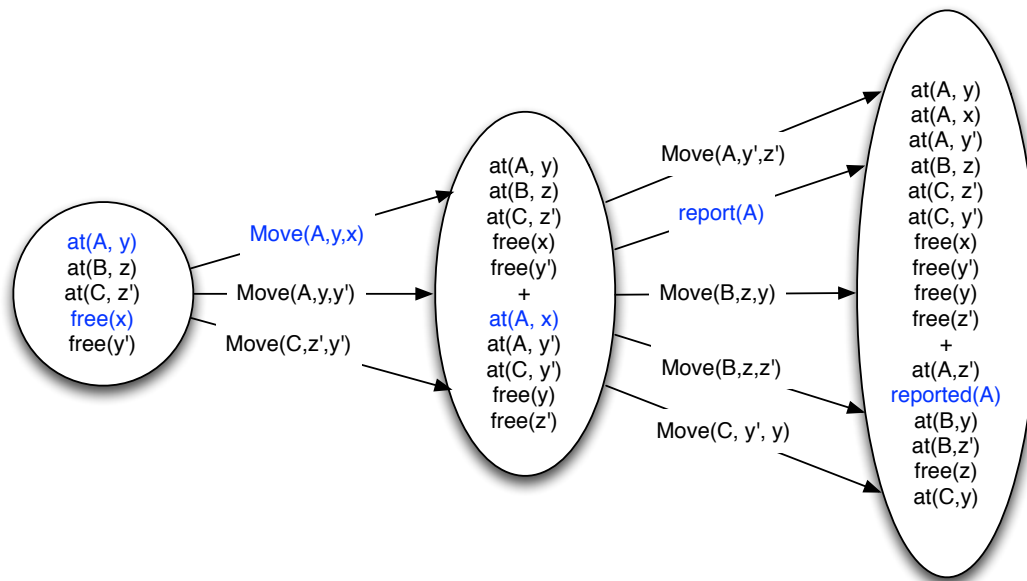 at(A, y)
at(B, z)
at(C, z')
free(x)
free(y')
Move(A,y,x)
Move(A,y,y')
Move(C,z',y')
at(A, y)
at(B, z)
at(C, z')
free(x)
free(y')
+
at(A, x)
at(A, y')
at(C, y')
free(y)
free(z')
Move(A,y',z')
report(A)
Move(B,z,y)
Move(B,z,z')
Move(C, y', y)
at(A, y)
at(A, x)
at(A, y')
at(B, z)
at(C, z')
at(C, y')
free(x)
free(y')
free(y)
free(z')
+
at(A,z')
reported(A)
at(B,y)
at(B,z')
free(z)
at(C,y)